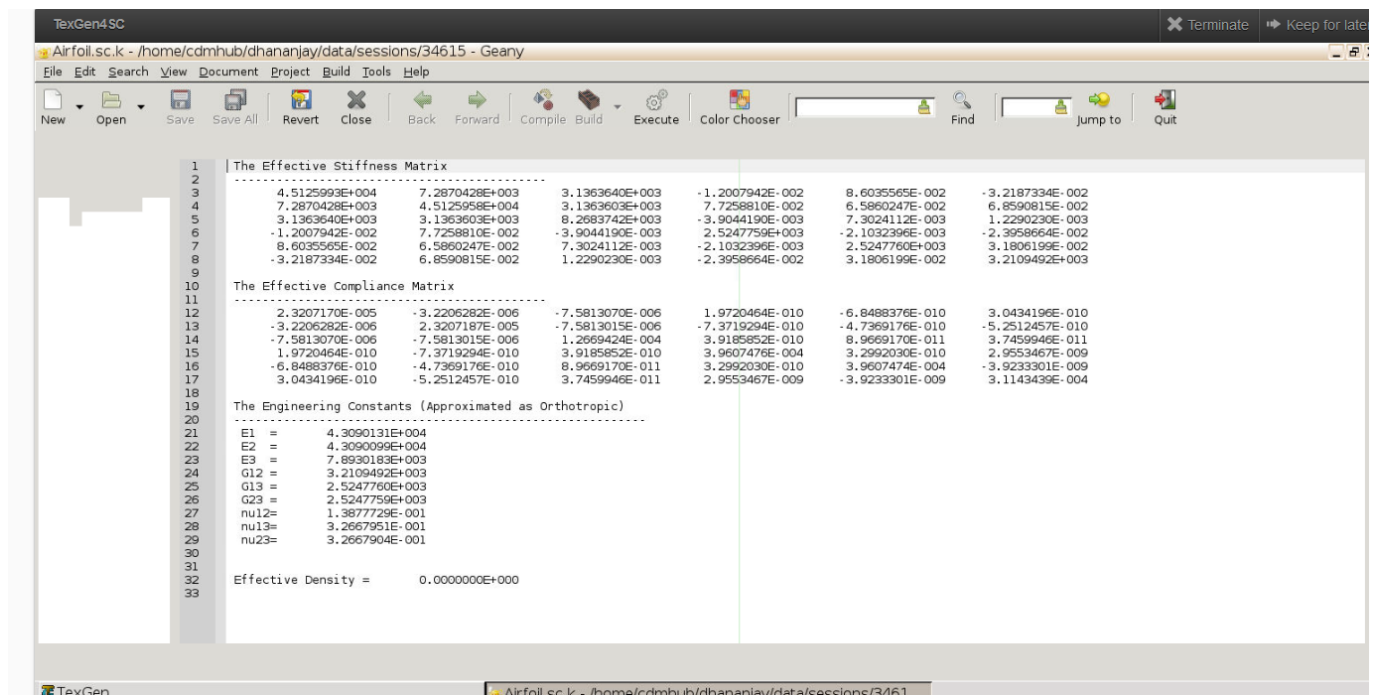 TexGen4SC Terminate Keep for later
Airfoil.sc.k - /home/cdmhub/dhananjay/data/sessions/34615 - Geany
File Edit Search View Document Project Build Tools Help
New Open Save Save All Revert Close Back Forward Compile Build Execute Color Chooser Find Jump to Quit
1 The Effective Stiffness Matrix
2 --------------------------------------------
3 4.5125993E+004 7.2870428E+003 3.1363640E+003 -1.2007942E-002 8.6035565E-002 -3.2187334E-002
4 7.2870428E+003 4.5125958E+004 3.1363603E+003 7.7258810E-002 6.5860247E-002 6.8590815E-002
5 3.1363640E+003 3.1363603E+003 8.2683742E+003 -3.9044190E-003 7.3024112E-003 1.2290230E-003
6 -1.2007942E-002 7.7258810E-002 -3.9044190E-003 2.5247759E+003 -2.1032396E-003 -2.3958664E-002
7 8.6035565E-002 6.5860247E-002 7.3024112E-003 -2.1032396E-003 2.5247760E+003 3.1806199E-002
8 -3.2187334E-002 6.8590815E-002 1.2290230E-003 -2.3958664E-002 3.1806199E-002 3.2109492E+003
9
10 The Effective Compliance Matrix
11 --------------------------------------------
12 2.3207170E-005 -3.2206282E-006 -7.5813070E-006 1.9720464E-010 -6.8488376E-010 3.0434196E-010
13 -3.2206282E-006 2.3207187E-005 -7.5813015E-006 -7.3719294E-010 -4.7369176E-010 -5.2512457E-010
14 -7.5813070E-006 -7.5813015E-006 1.2669424E-004 3.9185852E-010 8.9669170E-011 3.7459946E-011
15 1.9720464E-010 -7.3719294E-010 3.9185852E-010 3.9607476E-004 3.2992030E-010 2.9553467E-009
16 -6.8488376E-010 -4.7369176E-010 8.9669170E-011 3.2992030E-010 3.9607474E-004 -3.9233301E-009
17 3.0434196E-010 -5.2512457E-010 3.7459946E-011 2.9553467E-009 -3.9233301E-009 3.1143439E-004
18
19 The Engineering Constants (Approximated as Orthotropic)
20 ----------------------------------------------------------
21 E1 = 4.3090131E+004
22 E2 = 4.3090099E+004
23 E3 = 7.8930183E+003
24 G12 = 3.2109492E+003
25 G13 = 2.5247760E+003
26 G23 = 2.5247759E+003
27 nu12= 1.3877729E-001
28 nu13= 3.2667951E-001
29 nu23= 3.2667904E-001
30
31
32 Effective Density = 0.0000000E+000
33
TexGen Airfoil.sc.k - /home/cdmhub/dhananjay/data/sessions/3461